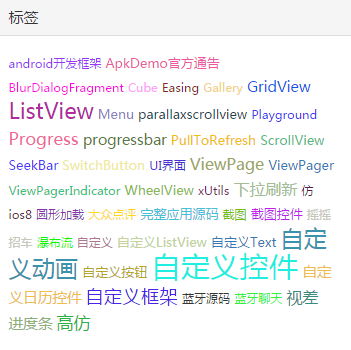 标签
android开发框架 ApkDemo官方通告
BlurDialogFragment Cube Easing Gallery GridView
ListView Menu parallaxscrollview Playground
Progress progressbar PullToRefresh ScrollView
SeekBar SwitchButton UI界面 ViewPage ViewPager
ViewPagerIndicator WheelView xUtils 下拉刷新 仿
ios8 圆形加载 大众点评 完整应用源码 截图 截图控件 摇摇
招车 瀑布流 自定义 自定义ListView 自定义Text 自定
义动画 自定义按钮 自定义控件 自定
义日历控件 自定义框架 蓝牙源码 蓝牙聊天 视差
进度条 高仿